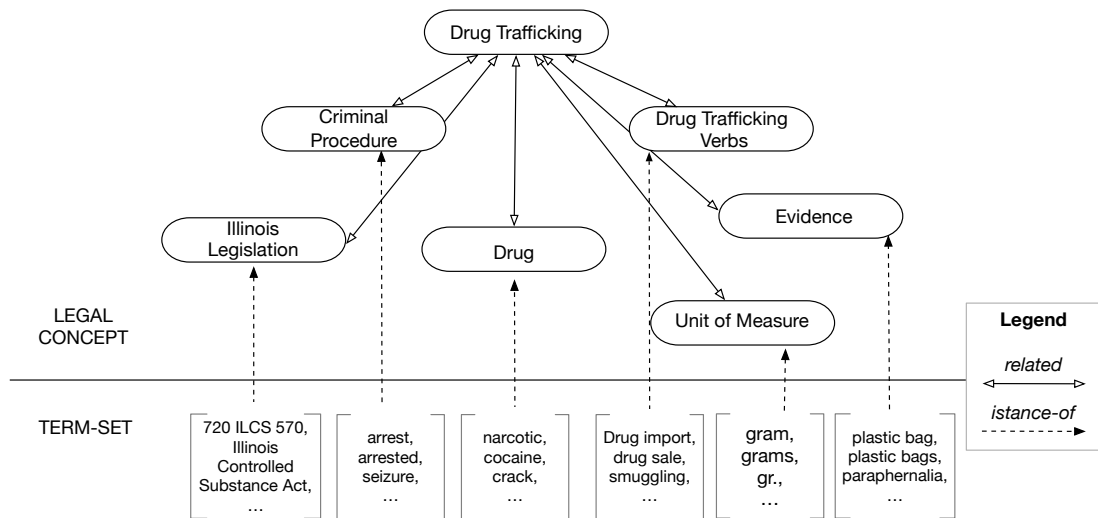 Drug Trafficking
Criminal
Procedure
Drug Trafficking
Verbs
Illinois
Legislation
Drug
Evidence
Unit of Measure
LEGAL
CONCEPT
Legend
related
istance-of
TERM-SET
720 ILCS 570,
Illinois
Controlled
Substance Act,
...
arrest,
arrested,
seizure,
...
narcotic,
cocaine,
crack,
...
Drug import,
drug sale,
smuggling,
...
gram,
grams,
gr.,
...
plastic bag,
plastic bags,
paraphernalia,
...